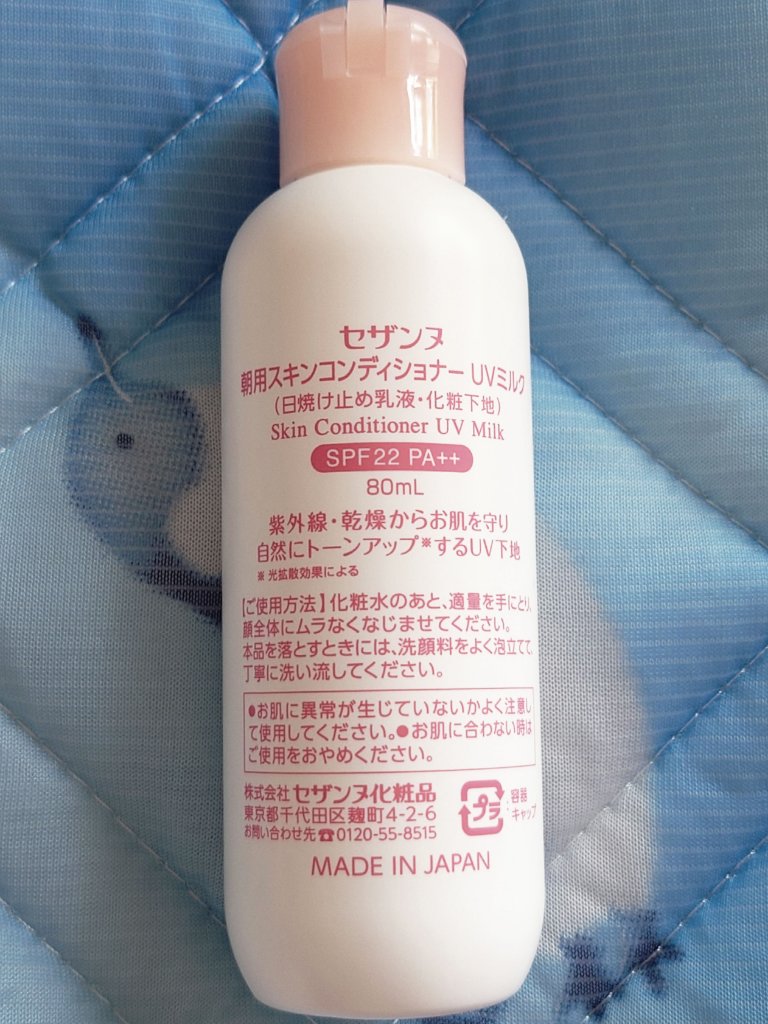 セザンヌ
朝用スキンコンディショナー UVミルク
(日焼け止め乳液・化粧下地)
Skin Conditioner UV Milk
SPF22 PA++
80mL
紫外線・乾燥からお肌を守り
自然にトーンアップ※するUV下地
※ 光拡散効果による
【ご使用方法】化粧水のあと、適量を手にとり、
顔全体にムラなくなじませてください。
本品を落とすときには、洗顔料をよく泡立てて、
丁寧に洗い流してください。
●お肌に異常が生じていないかよく注意し
て使用してください。●お肌に合わない時は
ご使用をおやめください。
株式会社 セザンヌ化粧品
東京都千代田区麹町4-2-6
お問い合わせ先☎0120-55-8515
プラ
容器
キャップ
MADE IN JAPAN